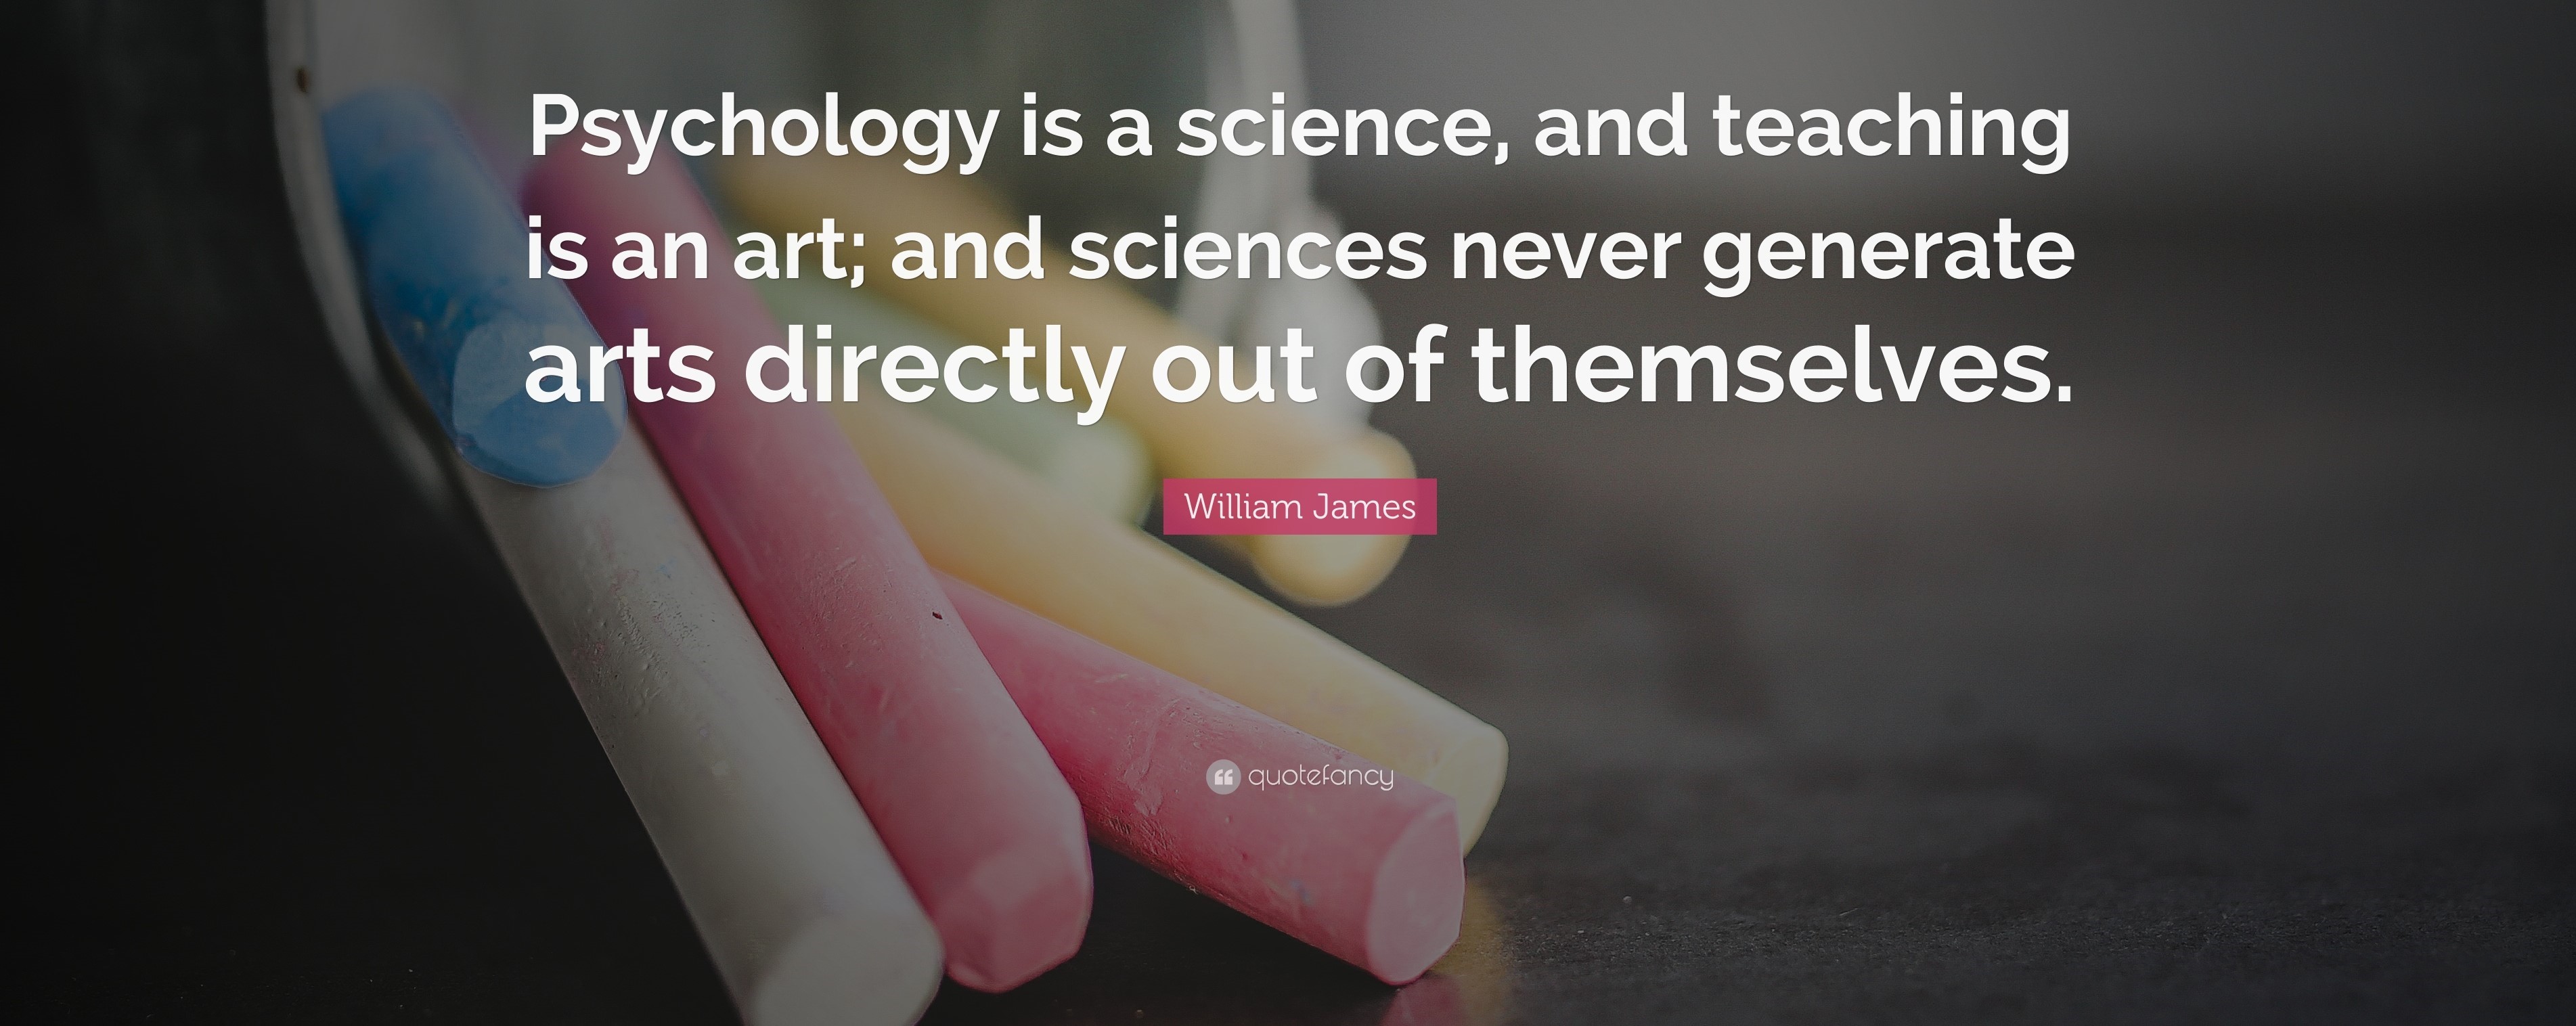 Psychology is a science, and teaching
is an art; and sciences never generate
arts directly out of themselves.
William James
quotefancy